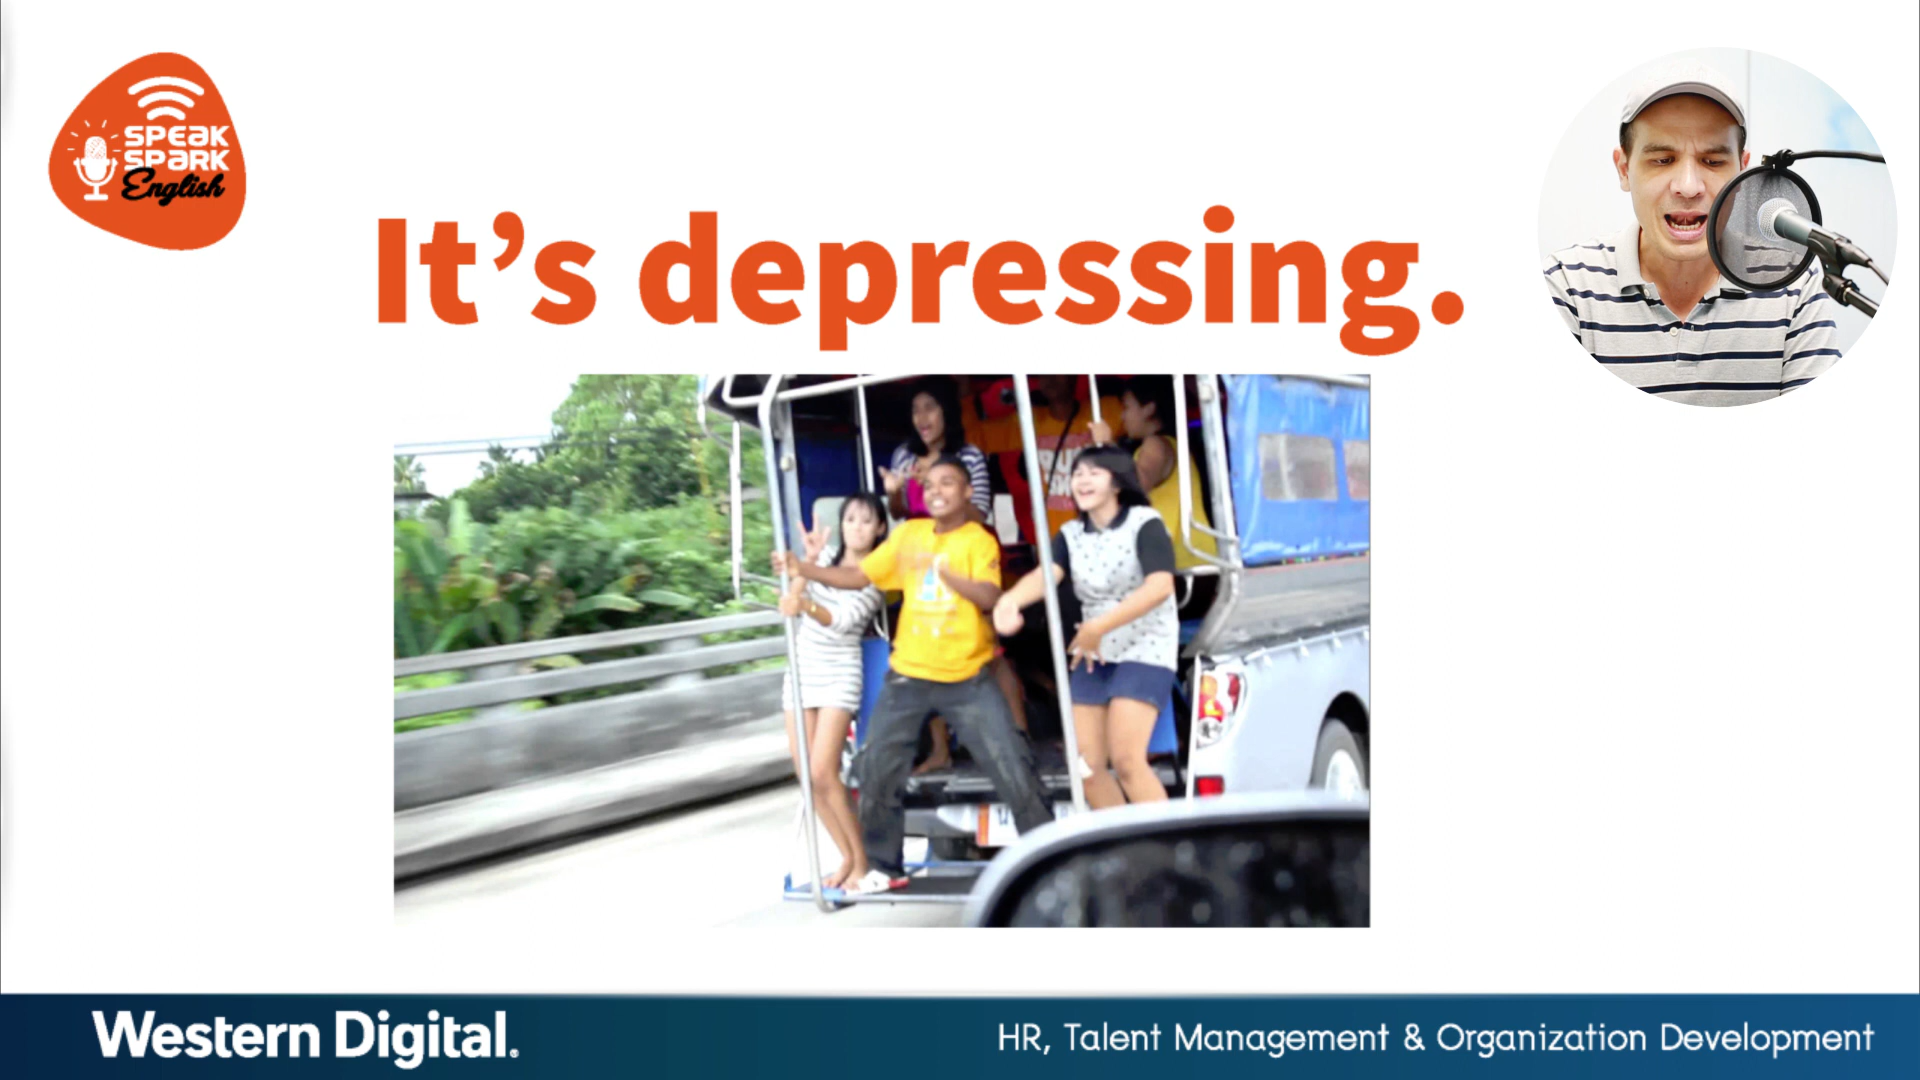 SPEAK
SPARK
English
It's depressing.
Western Digital.
HR, Talent Management & Organization Development